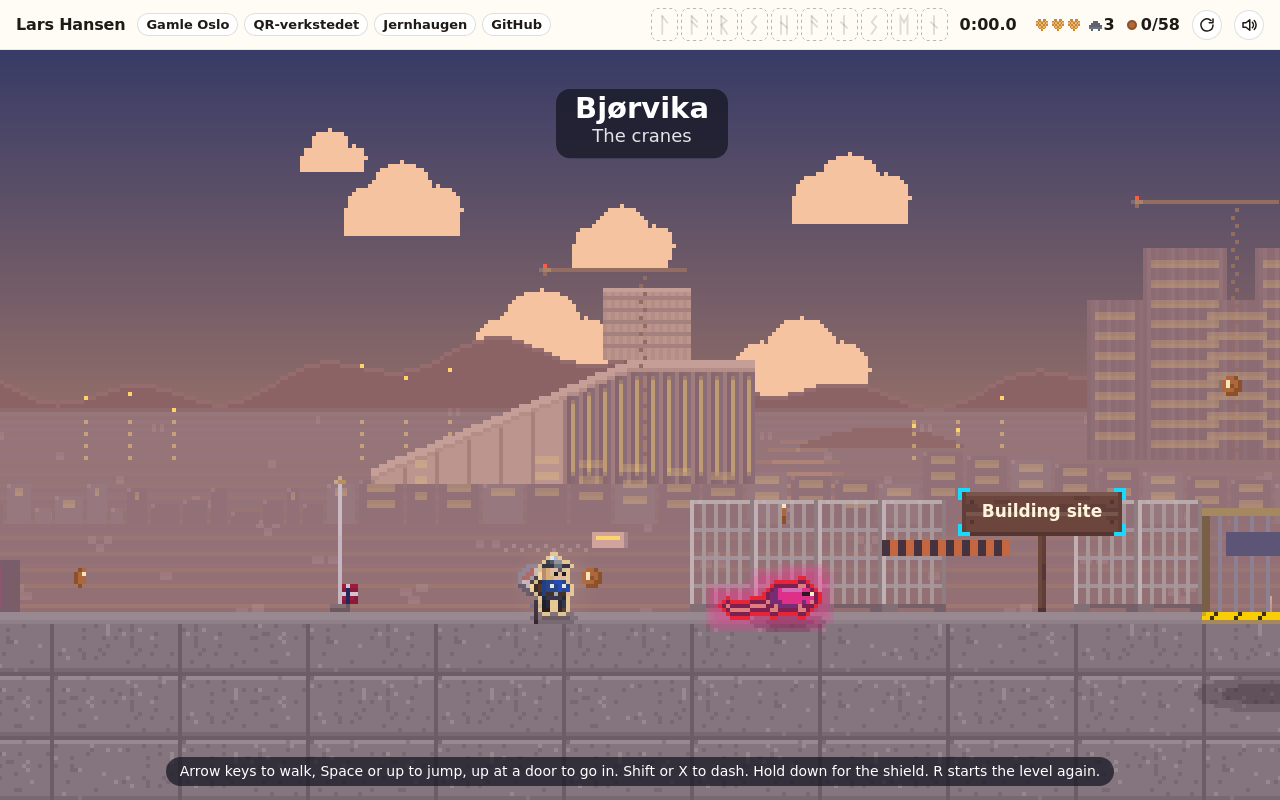 Lars Hansen
Gamle Oslo
QR-verkstedet
Jernhaugen
GitHub
ᛚ ᚨ ᚱ ᛊ ᚺ ᚨ ᚾ ᛊ ᛖ ᚾ
0:00.0
3
0/58
Bjørvika
The cranes
Building site
Arrow keys to walk, Space or up to jump, up at a door to go in. Shift or X to dash. Hold down for the shield. R starts the level again.